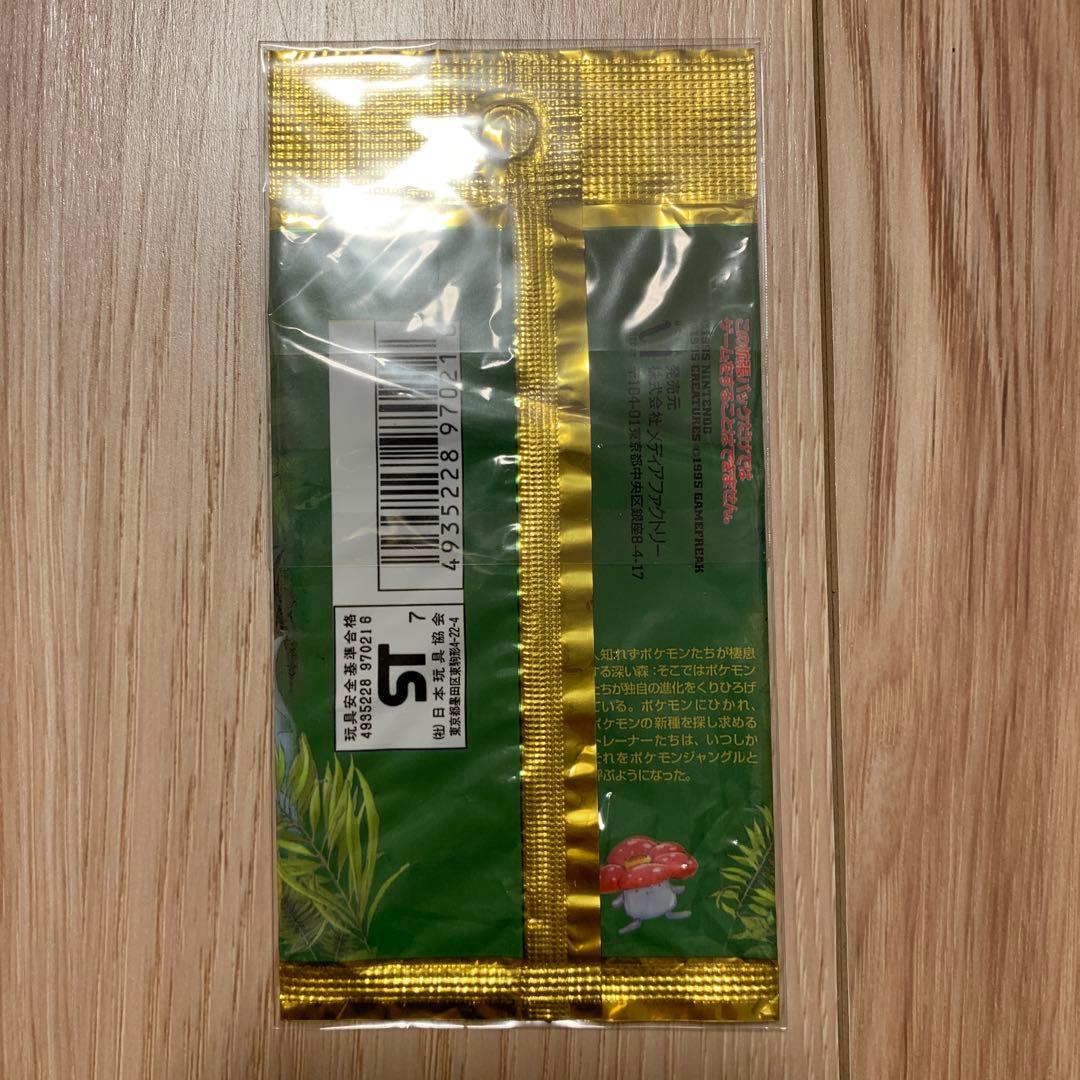 この拡張パックだけでは
ゲームをすることはできません。
1995 NINTENDO
1995 CREATURES ©1995 GAMEFREAK
発売元
株式会社 メディアファクトリー
〒104-01東京都中央区銀座8-4-17
4935228 97021
玩具安全基準合格
4935228 970216
ST
7
(社)日本玩具協会
東京都墨田区東駒形4-22-4
人知れずポケモンたちが棲息
する深い森:そこではポケモン
たちが独自の進化をくりひろげ
ている。ポケモンにひかれ、
ポケモンの新種を探し求める
トレーナーたちは、いつしか
これをポケモンジャングルと
呼ぶようになった。